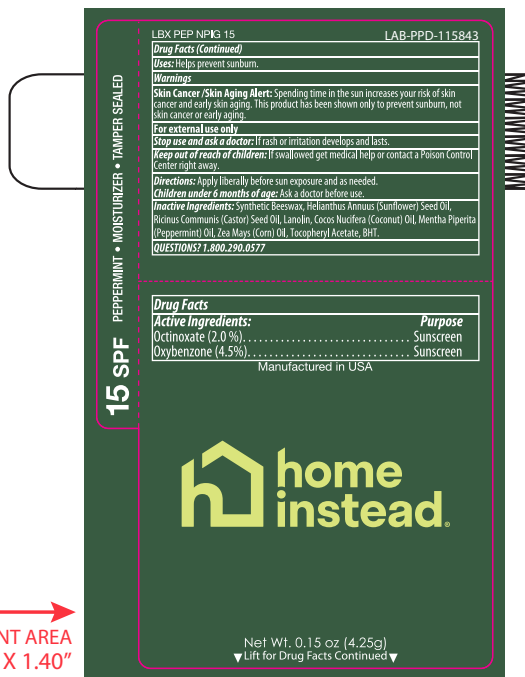 LBX PEP NPIG 15 LAB-PPD-115843
Drug Facts (Continued)
Uses: Helps prevent sunburn.
Warnings
Skin Cancer /Skin Aging Alert: Spending time in the sun increases your risk of skin
cancer and early skin aging. This product has been shown only to prevent sunburn, not
skin cancer or early aging.
For external use only
Stop use and ask a doctor: If rash or irritation develops and lasts.
Keep out of reach of children: If swallowed get medical help or contact a Poison Control
Center right away.
Directions: Apply liberally before sun exposure and as needed.
Children under 6 months of age: Ask a doctor before use.
Inactive Ingredients: Synthetic Beeswax, Helianthus Annuus (Sunflower) Seed Oil,
Ricinus Communis (Castor) Seed Oil, Lanolin, Cocos Nucifera (Coconut) Oil, Mentha Piperita
(Peppermint) Oil, Zea Mays (Corn) Oil, Tocopheryl Acetate, BHT.
QUESTIONS? 1.800.290.0577
15 SPF PEPPERMINT • MOISTURIZER • TAMPER SEALED
Drug Facts
Active Ingredients: Purpose
Octinoxate (2.0 %)............................. Sunscreen
Oxybenzone (4.5%)............................. Sunscreen
Manufactured in USA
home
instead®
NT AREA
X 1.40"
Net Wt. 0.15 oz (4.25g)
▼Lift for Drug Facts Continued▼